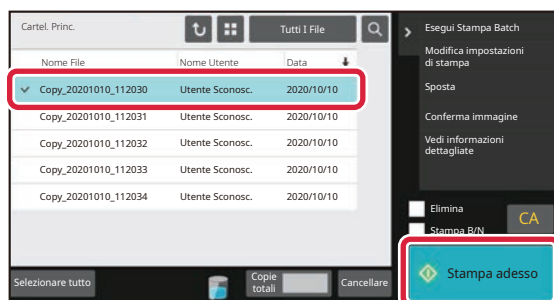 Cartel. Princ.
Tutti I File
Nome File Nome Utente Data
Copy_20201010_112030 Utente Sconosc. 2020/10/10
Copy_20201010_112031 Utente Sconosc. 2020/10/10
Copy_20201010_112032 Utente Sconosc. 2020/10/10
Copy_20201010_112033 Utente Sconosc. 2020/10/10
Copy_20201010_112034 Utente Sconosc. 2020/10/10
Selezionare tutto
Copie
totali
Cancellare
Esegui Stampa Batch
Modifica impostazioni
di stampa
Sposta
Conferma immagine
Vedi informazioni
dettagliate
Elimina
Stampa B/N
CA
Stampa adesso